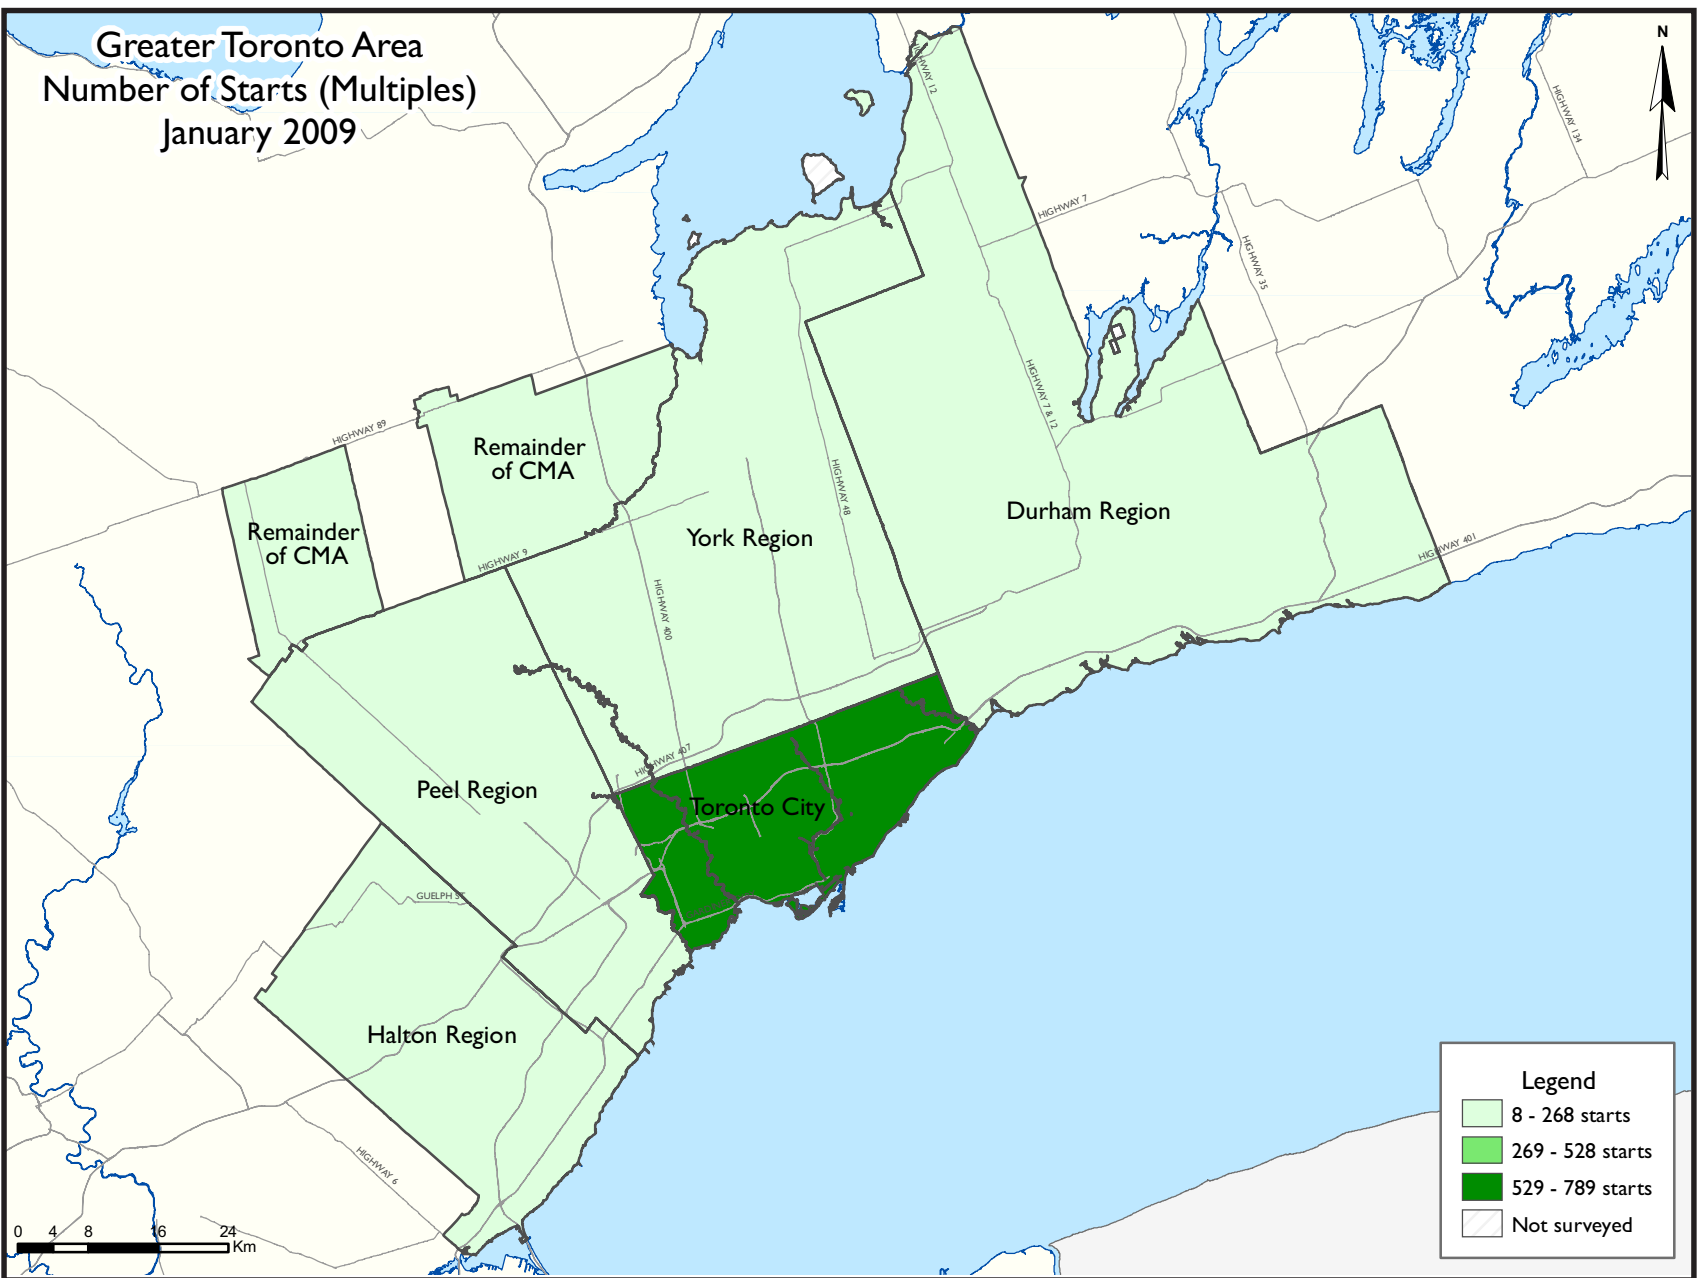 Greater Toronto Area
Number of Starts (Multiples)
January 2009
N
HIGHWAY 12
HIGHWAY 134
HIGHWAY 7
HIGHWAY 35
HIGHWAY 7 & 12
HIGHWAY 89
Remainder
of CMA
Remainder
of CMA
HIGHWAY 48
Durham Region
York Region
HIGHWAY 401
HIGHWAY 9
HIGHWAY 400
HIGHWAY 407
Peel Region
Toronto City
GUELPH ST
Halton Region
HIGHWAY 6
Legend
8 - 268 starts
269 - 528 starts
529 - 789 starts
Not surveyed
0 4 8 16 24
Km